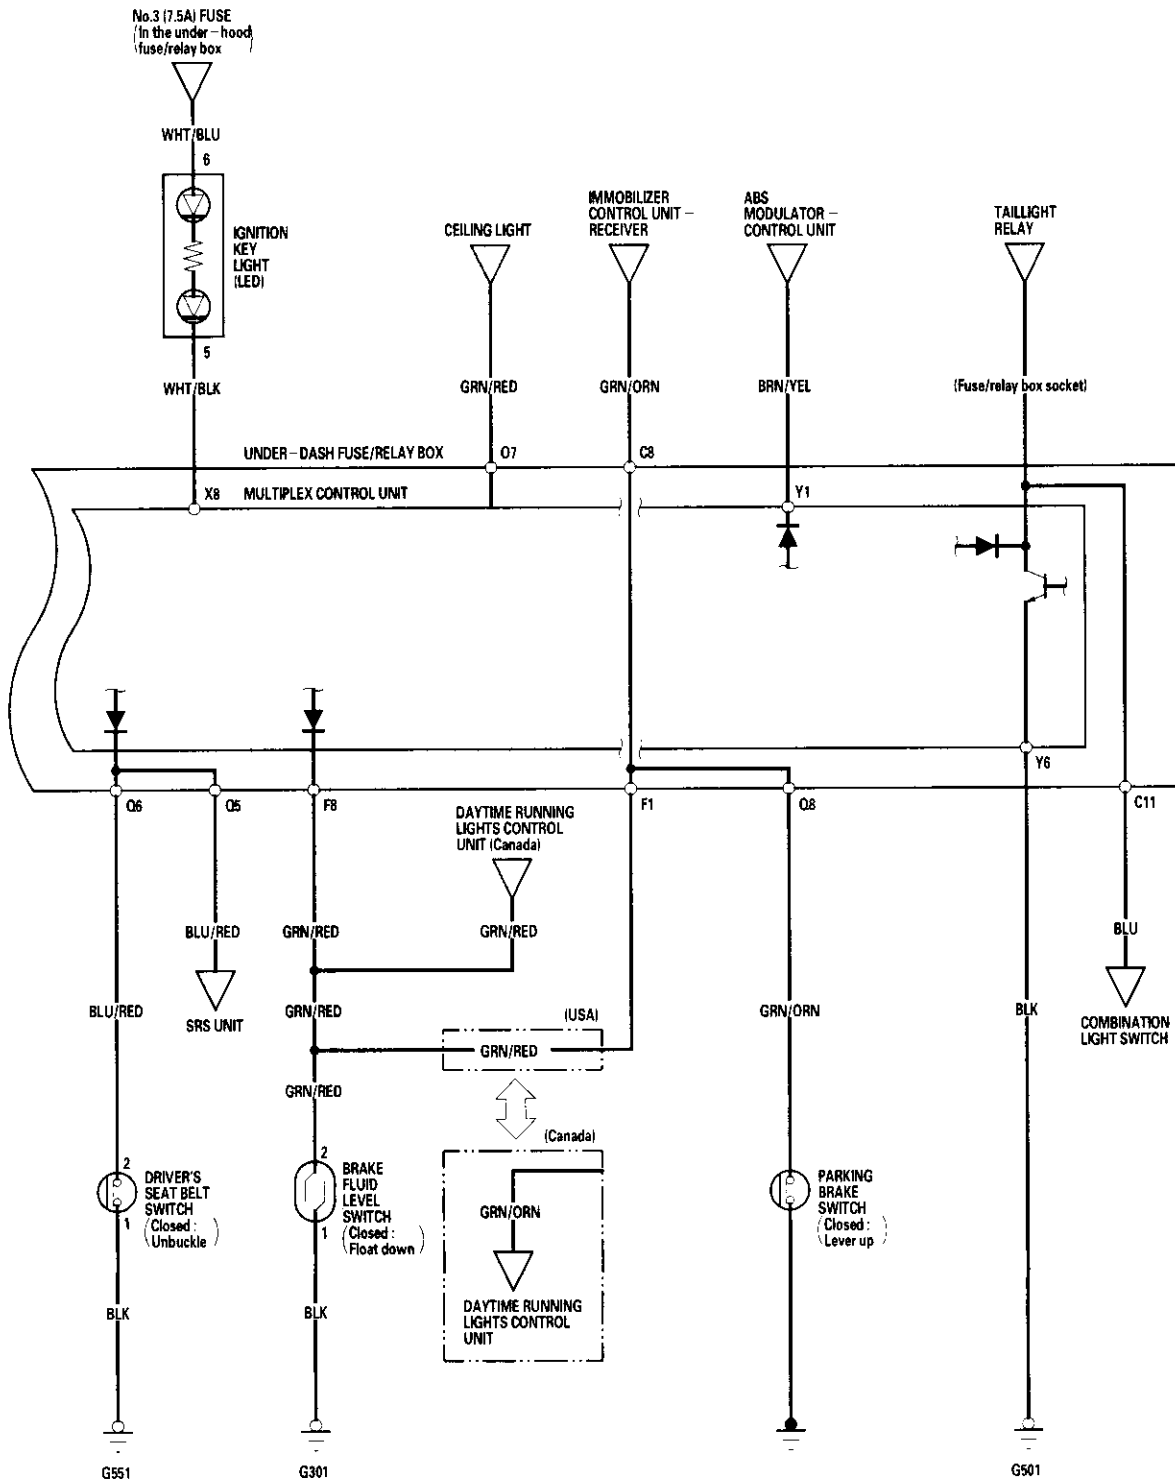 No.3 (7.5A) FUSE
(In the under-hood
fuse/relay box)
WHT/BLU
6
IGNITION
KEY
LIGHT
(LED)
5
WHT/BLK
CEILING LIGHT
GRN/RED
IMMOBILIZER
CONTROL UNIT-
RECEIVER
GRN/ORN
ABS
MODULATOR-
CONTROL UNIT
BRN/YEL
TAILLIGHT
RELAY
(Fuse/relay box socket)
UNDER-DASH FUSE/RELAY BOX
O7
C8
X8
MULTIPLEX CONTROL UNIT
Y1
Y6
Q6
Q5
F8
F1
Q8
C11
DAYTIME RUNNING
LIGHTS CONTROL
UNIT (Canada)
BLU/RED
GRN/RED
GRN/RED
BLU
BLU/RED
SRS UNIT
GRN/RED
(USA)
GRN/RED
GRN/ORN
BLK
COMBINATION
LIGHT SWITCH
GRN/RED
(Canada)
2
DRIVER'S
SEAT BELT
SWITCH
(Closed :
Unbuckle)
1
2
BRAKE
FLUID
LEVEL
SWITCH
(Closed :
Float down)
1
GRN/ORN
DAYTIME RUNNING
LIGHTS CONTROL
UNIT
PARKING
BRAKE
SWITCH
(Closed :
Lever up)
BLK
BLK
G551
G301
G501